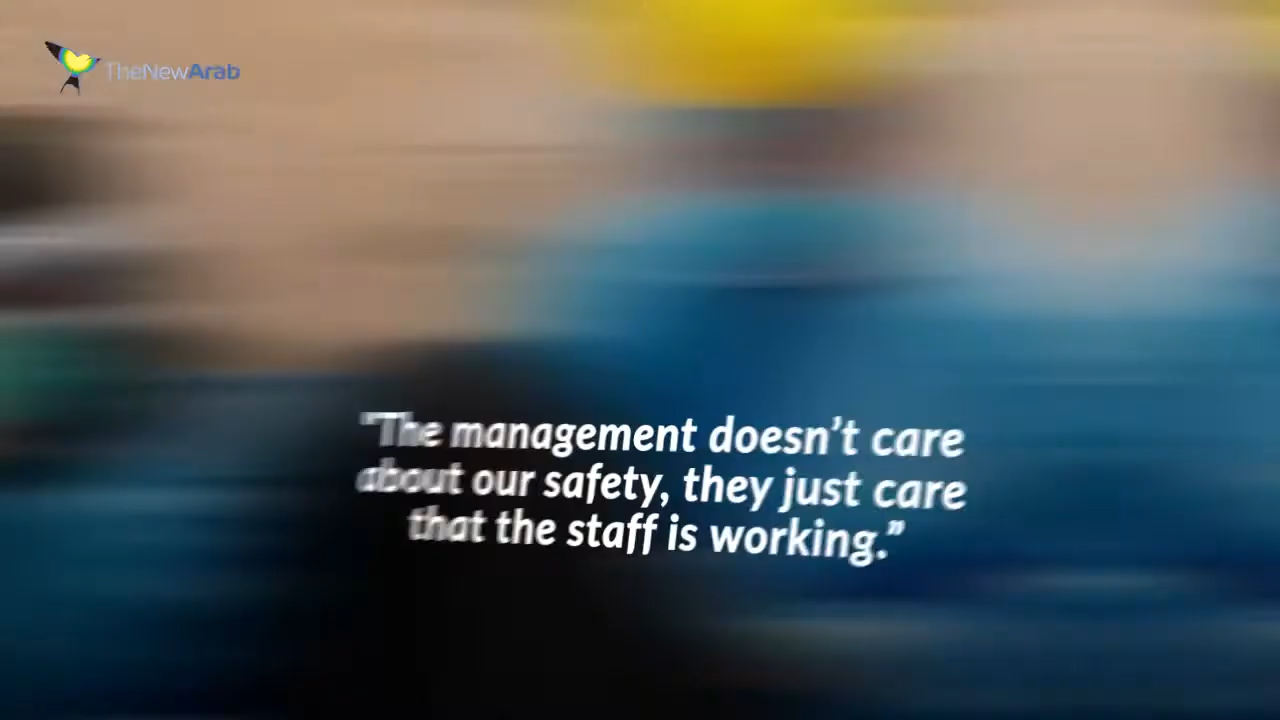 TheNewArab
"The management doesn't care
about our safety, they just care
that the staff is working."